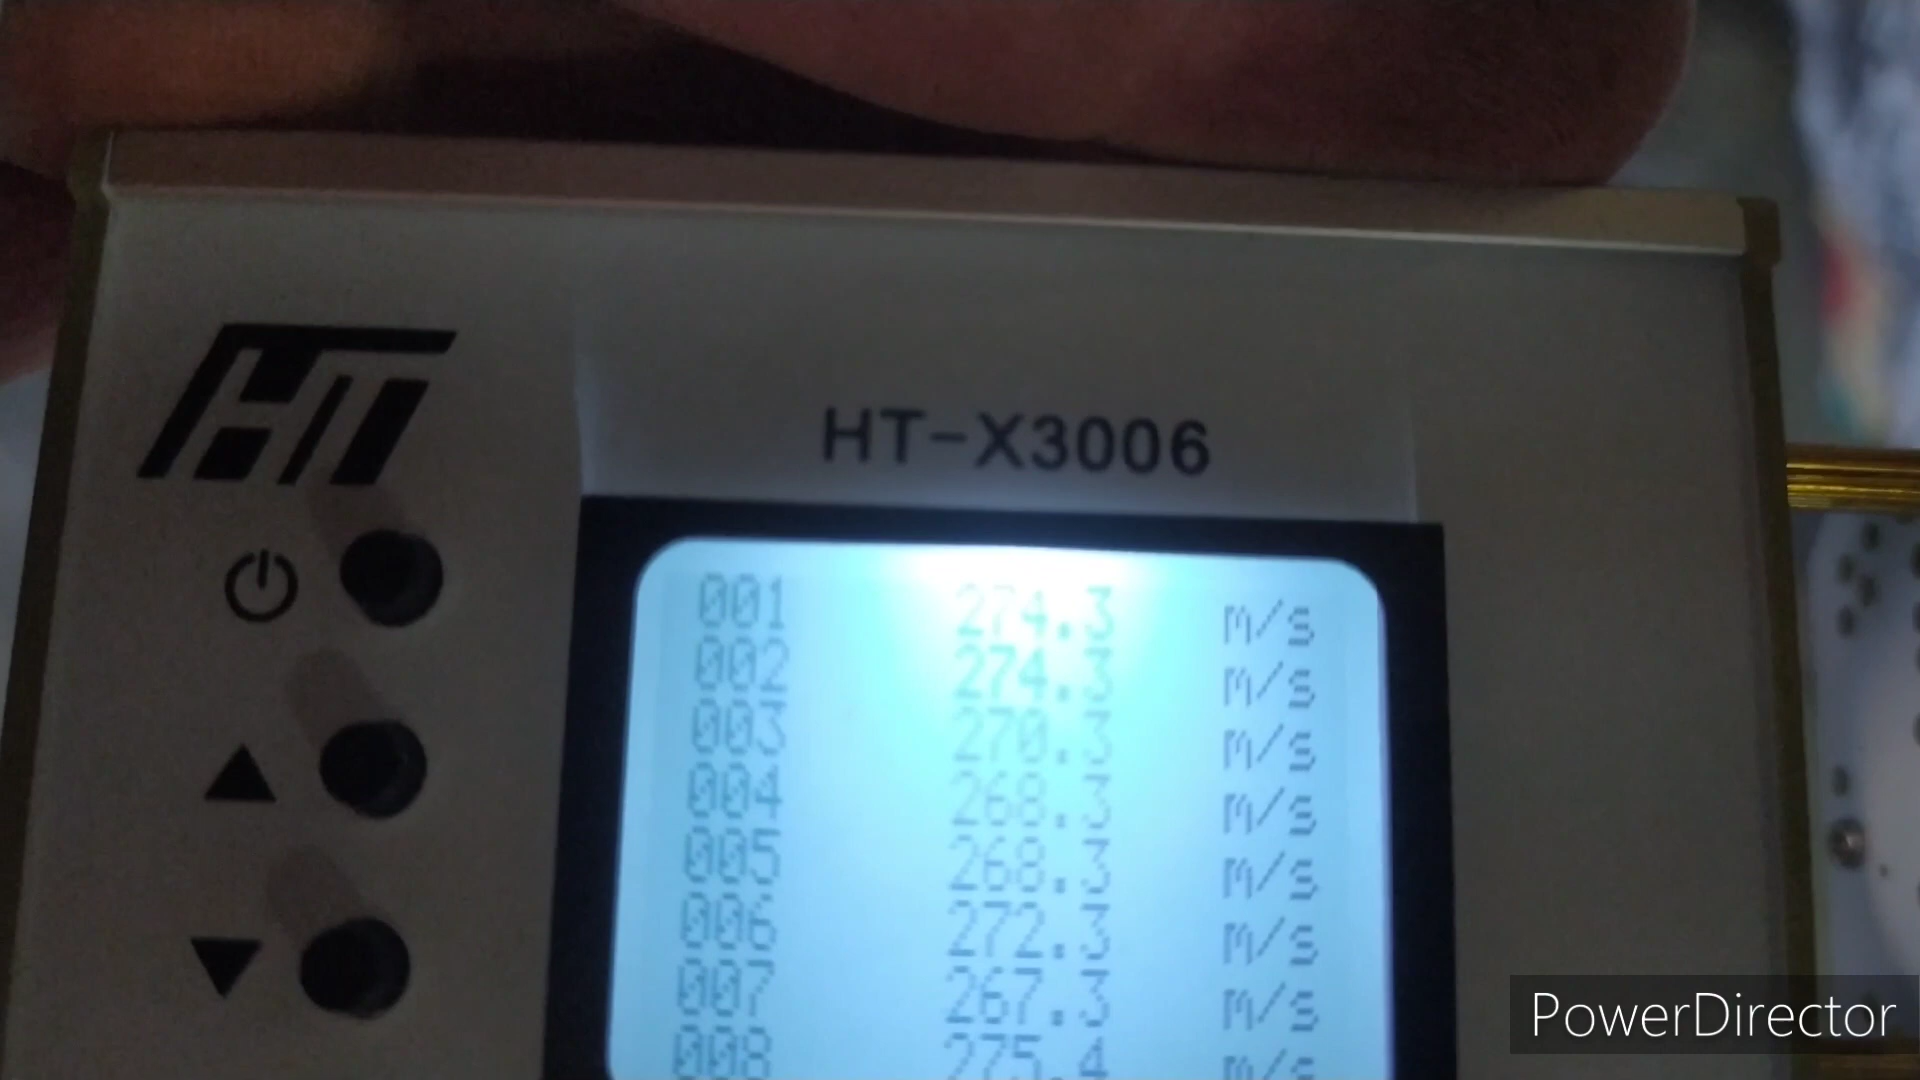 HT
HT-X3006
001 274.3 m/s
002 274.3 m/s
003 270.3 m/s
004 268.3 m/s
005 268.3 m/s
006 272.3 m/s
007 267.3 m/s
008 275.4 m/s
PowerDirector